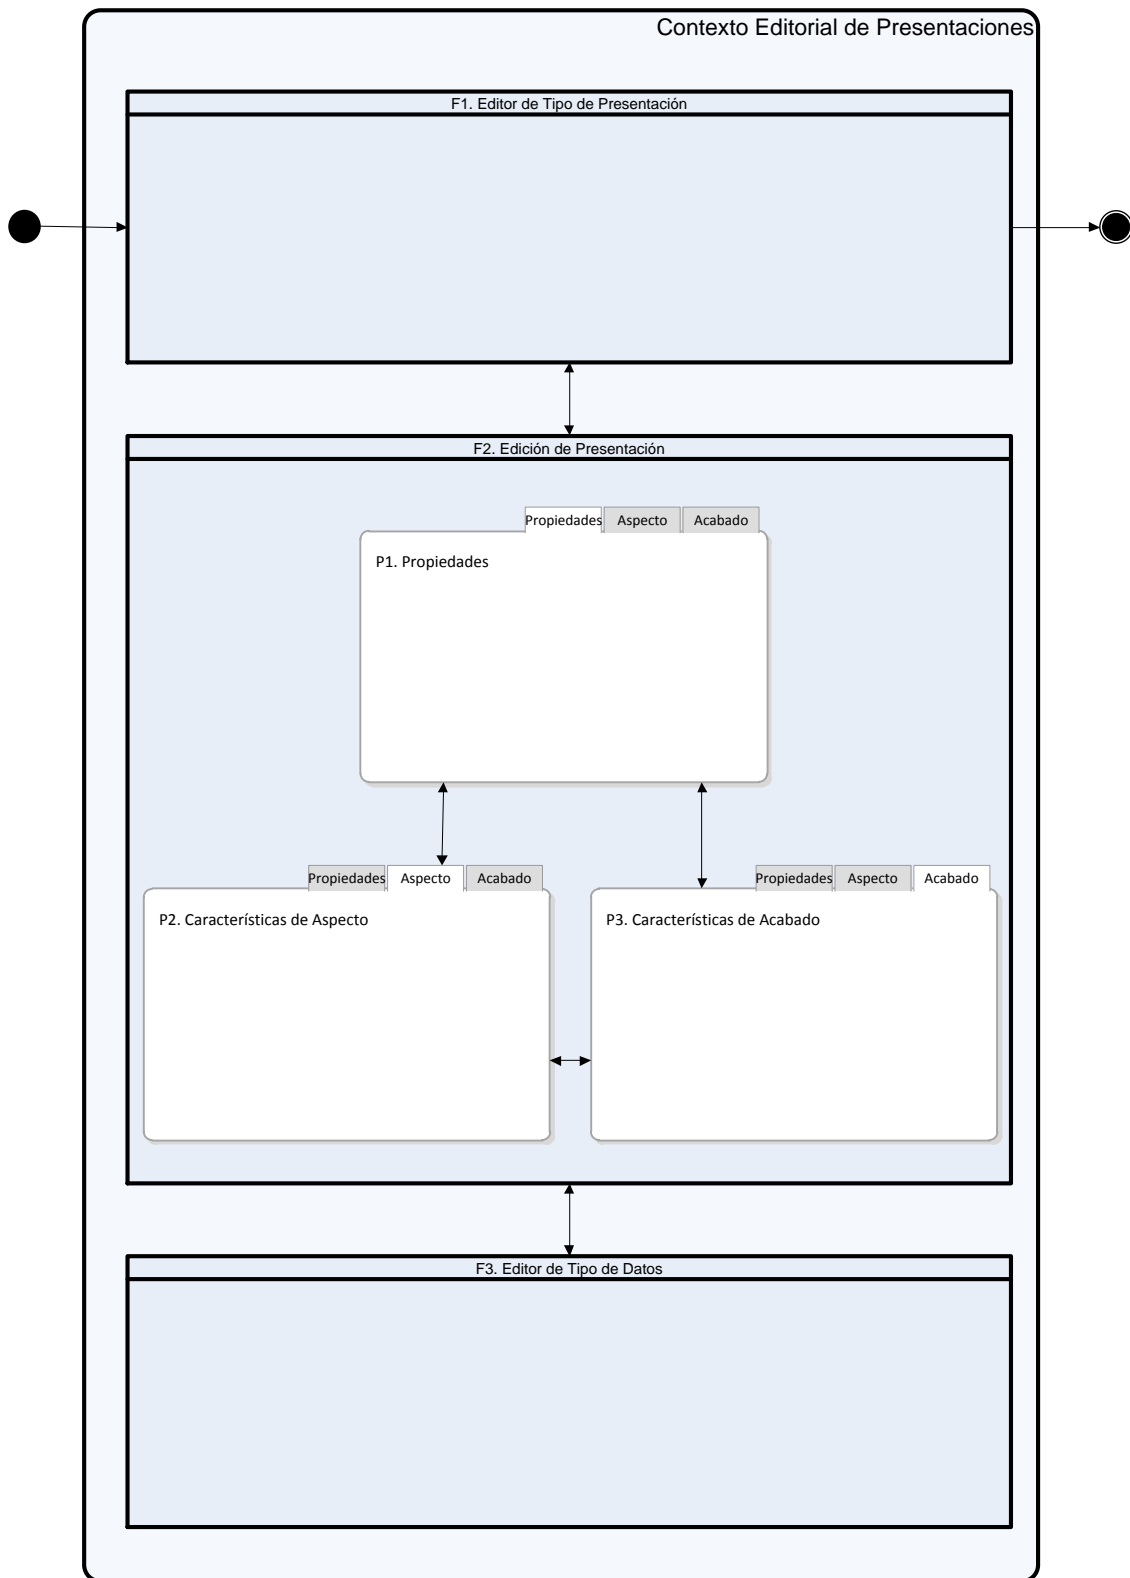 Contexto Editorial de Presentaciones
F1. Editor de Tipo de Presentación
F2. Edición de Presentación
Propiedades Aspecto Acabado
P1. Propiedades
Propiedades Aspecto Acabado
P2. Características de Aspecto
Propiedades Aspecto Acabado
P3. Características de Acabado
F3. Editor de Tipo de Datos